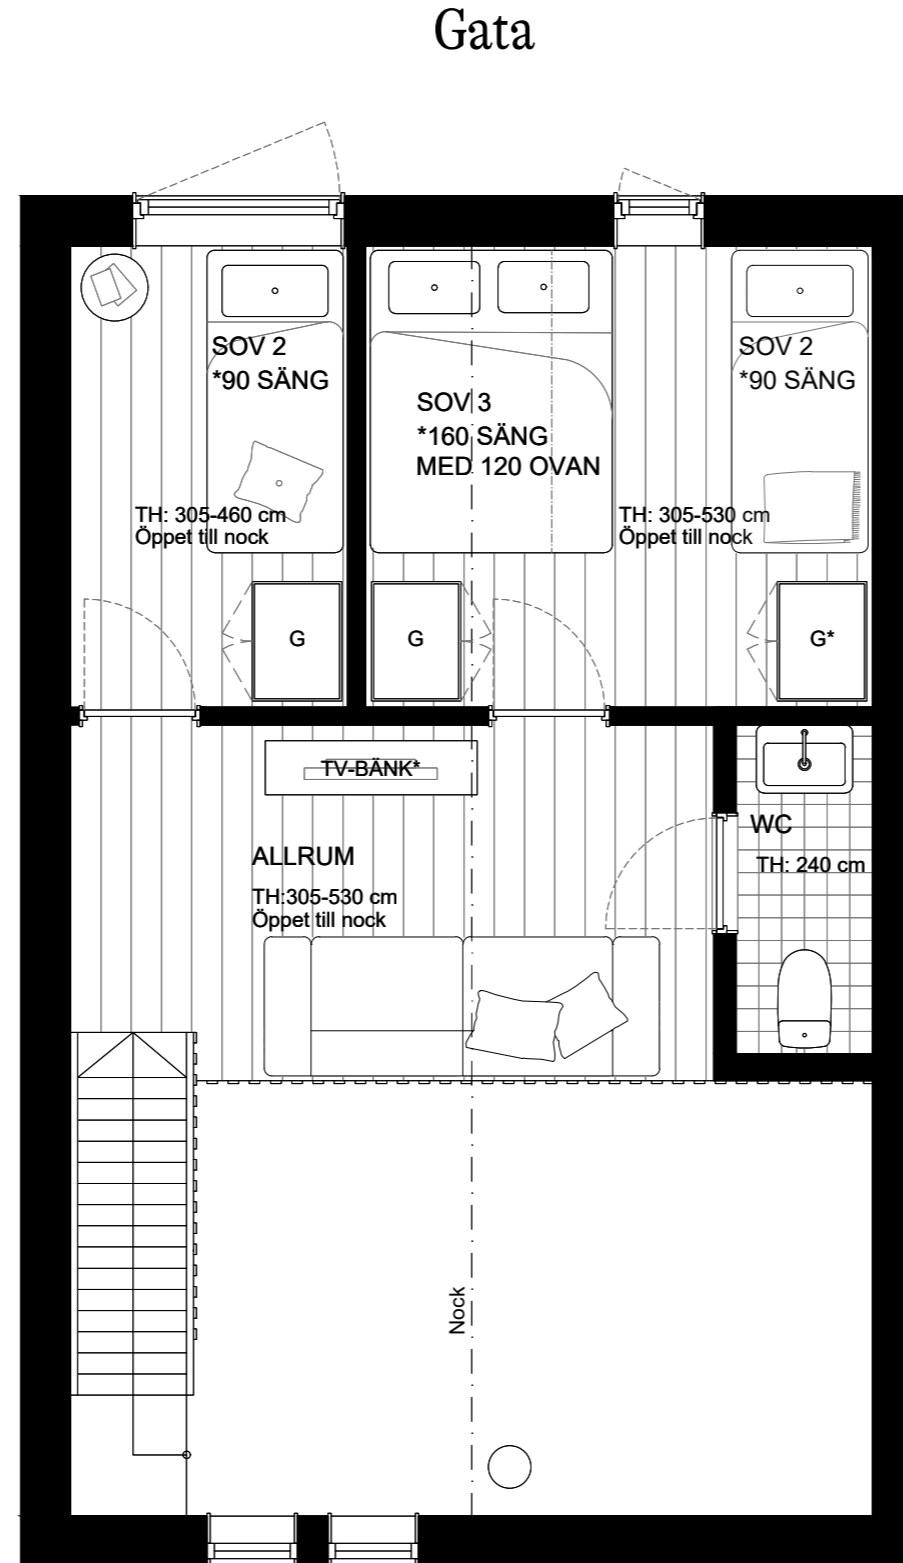 Gata
SOV 2
*90 SÄNG
TH: 305-460 cm
Öppet till nock
SOV 3
*160 SÄNG
MED 120 OVAN
SOV 2
*90 SÄNG
TH: 305-530 cm
Öppet till nock
G
G
G*
TV-BÄNK*
ALLRUM
TH:305-530 cm
Öppet till nock
WC
TH: 240 cm
Nock